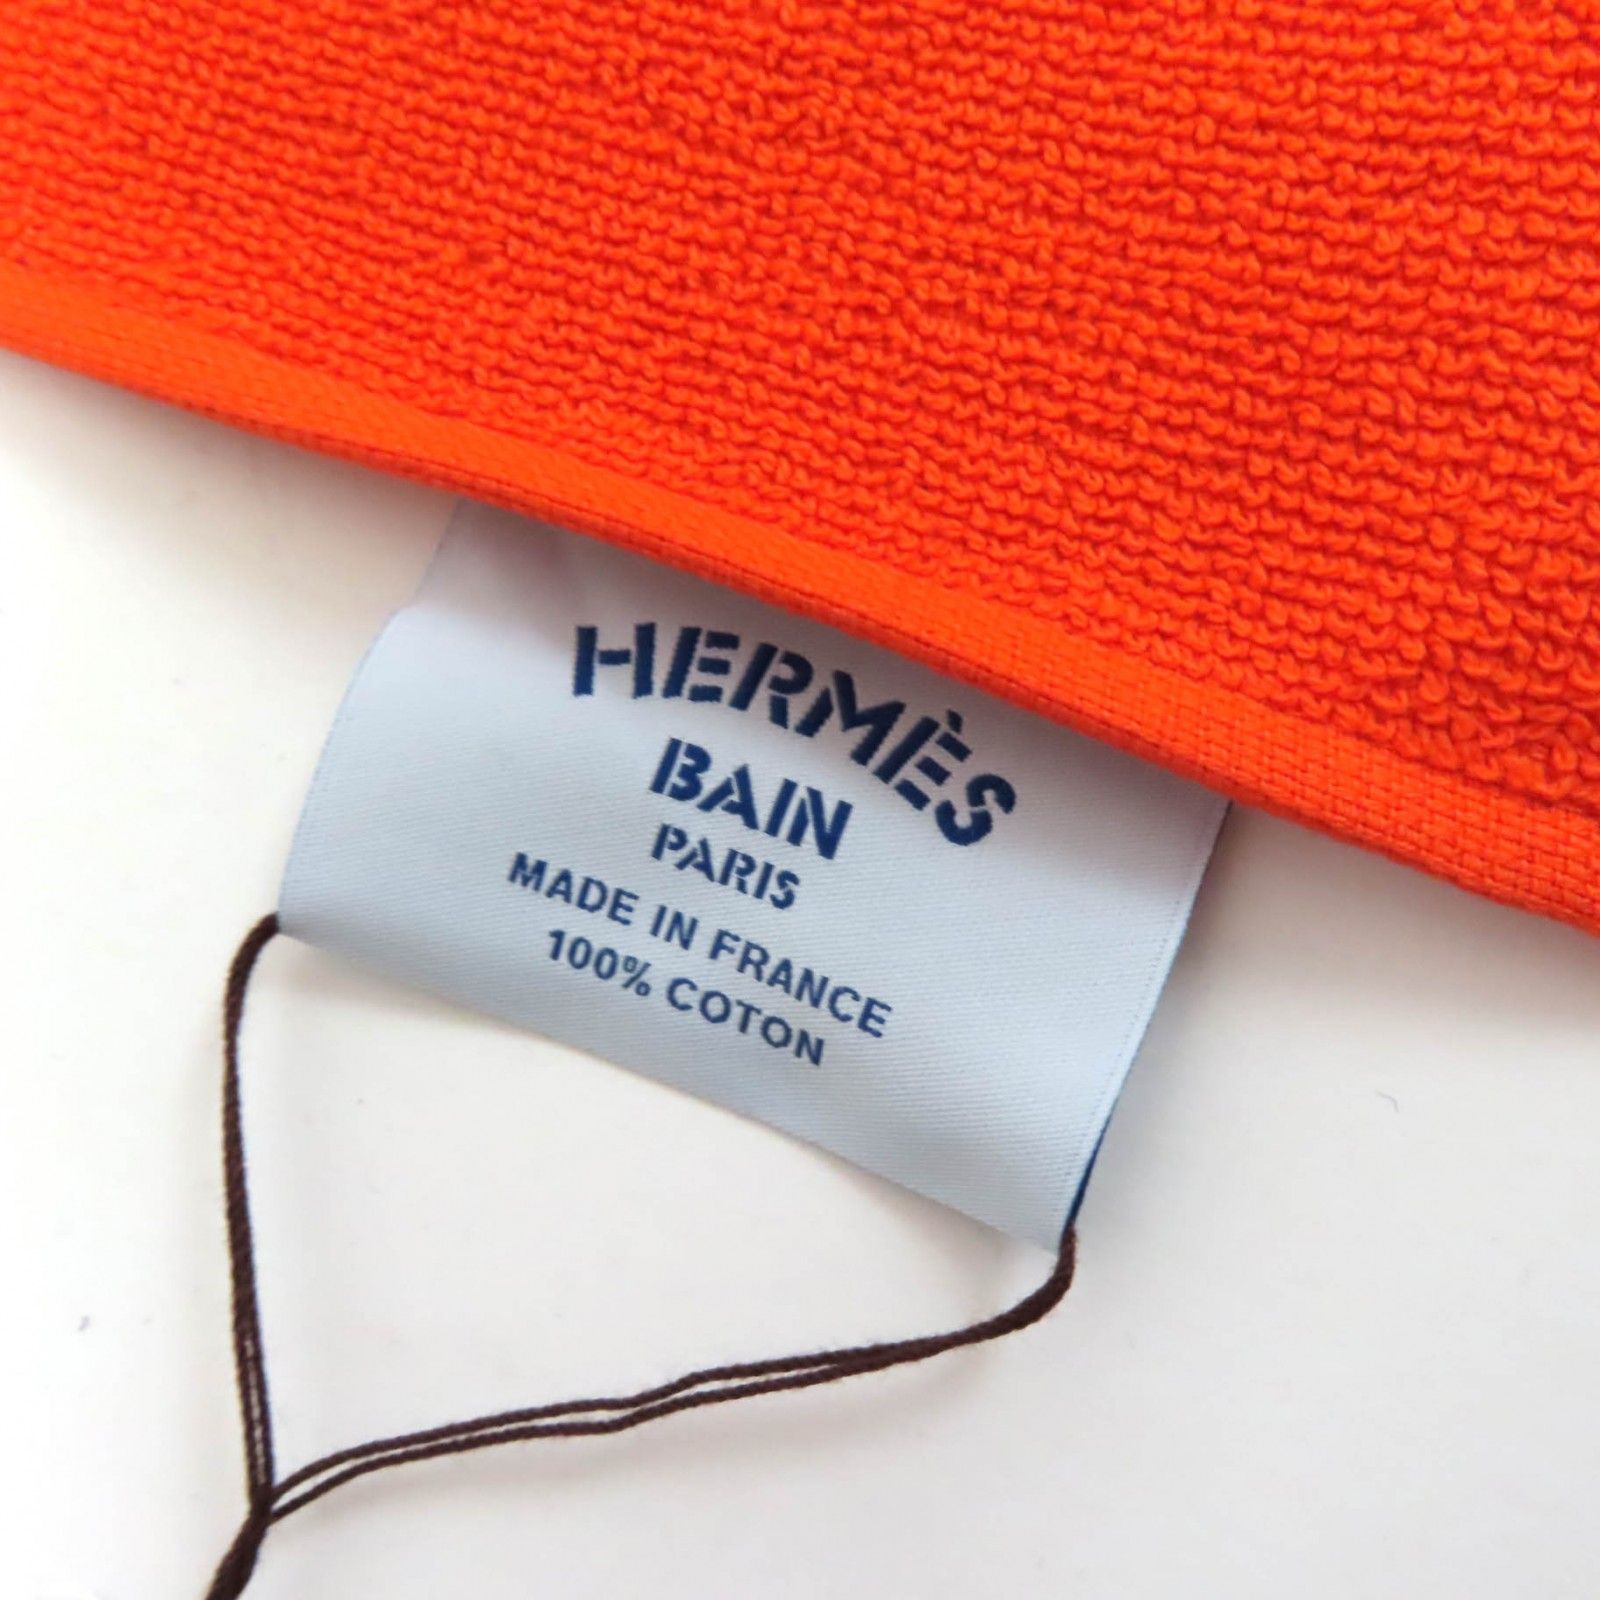 HERMÈS
BAIN
PARIS
MADE IN FRANCE
100% COTON